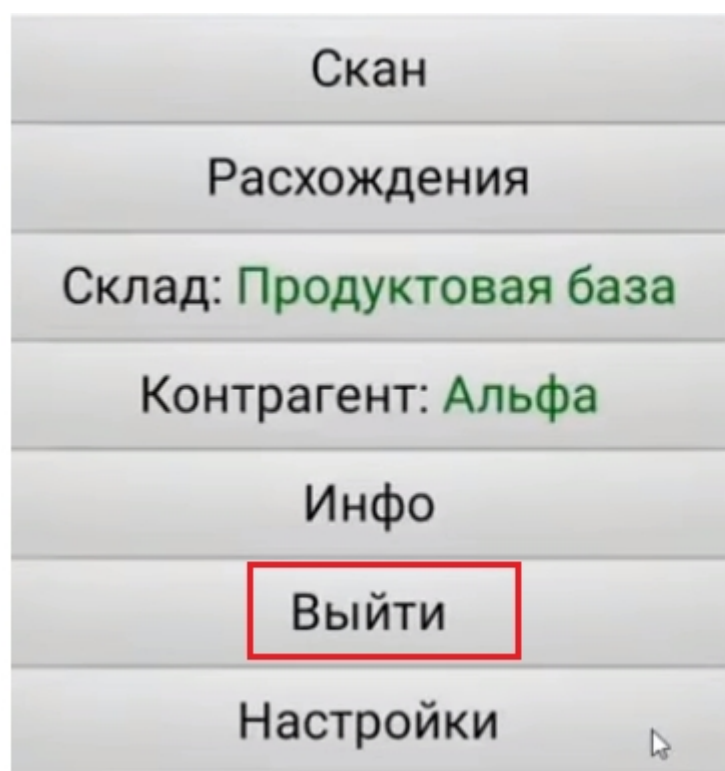 Скан
Расхождения
Склад: Продуктовая база
Контрагент: Альфа
Инфо
Выйти
Настройки